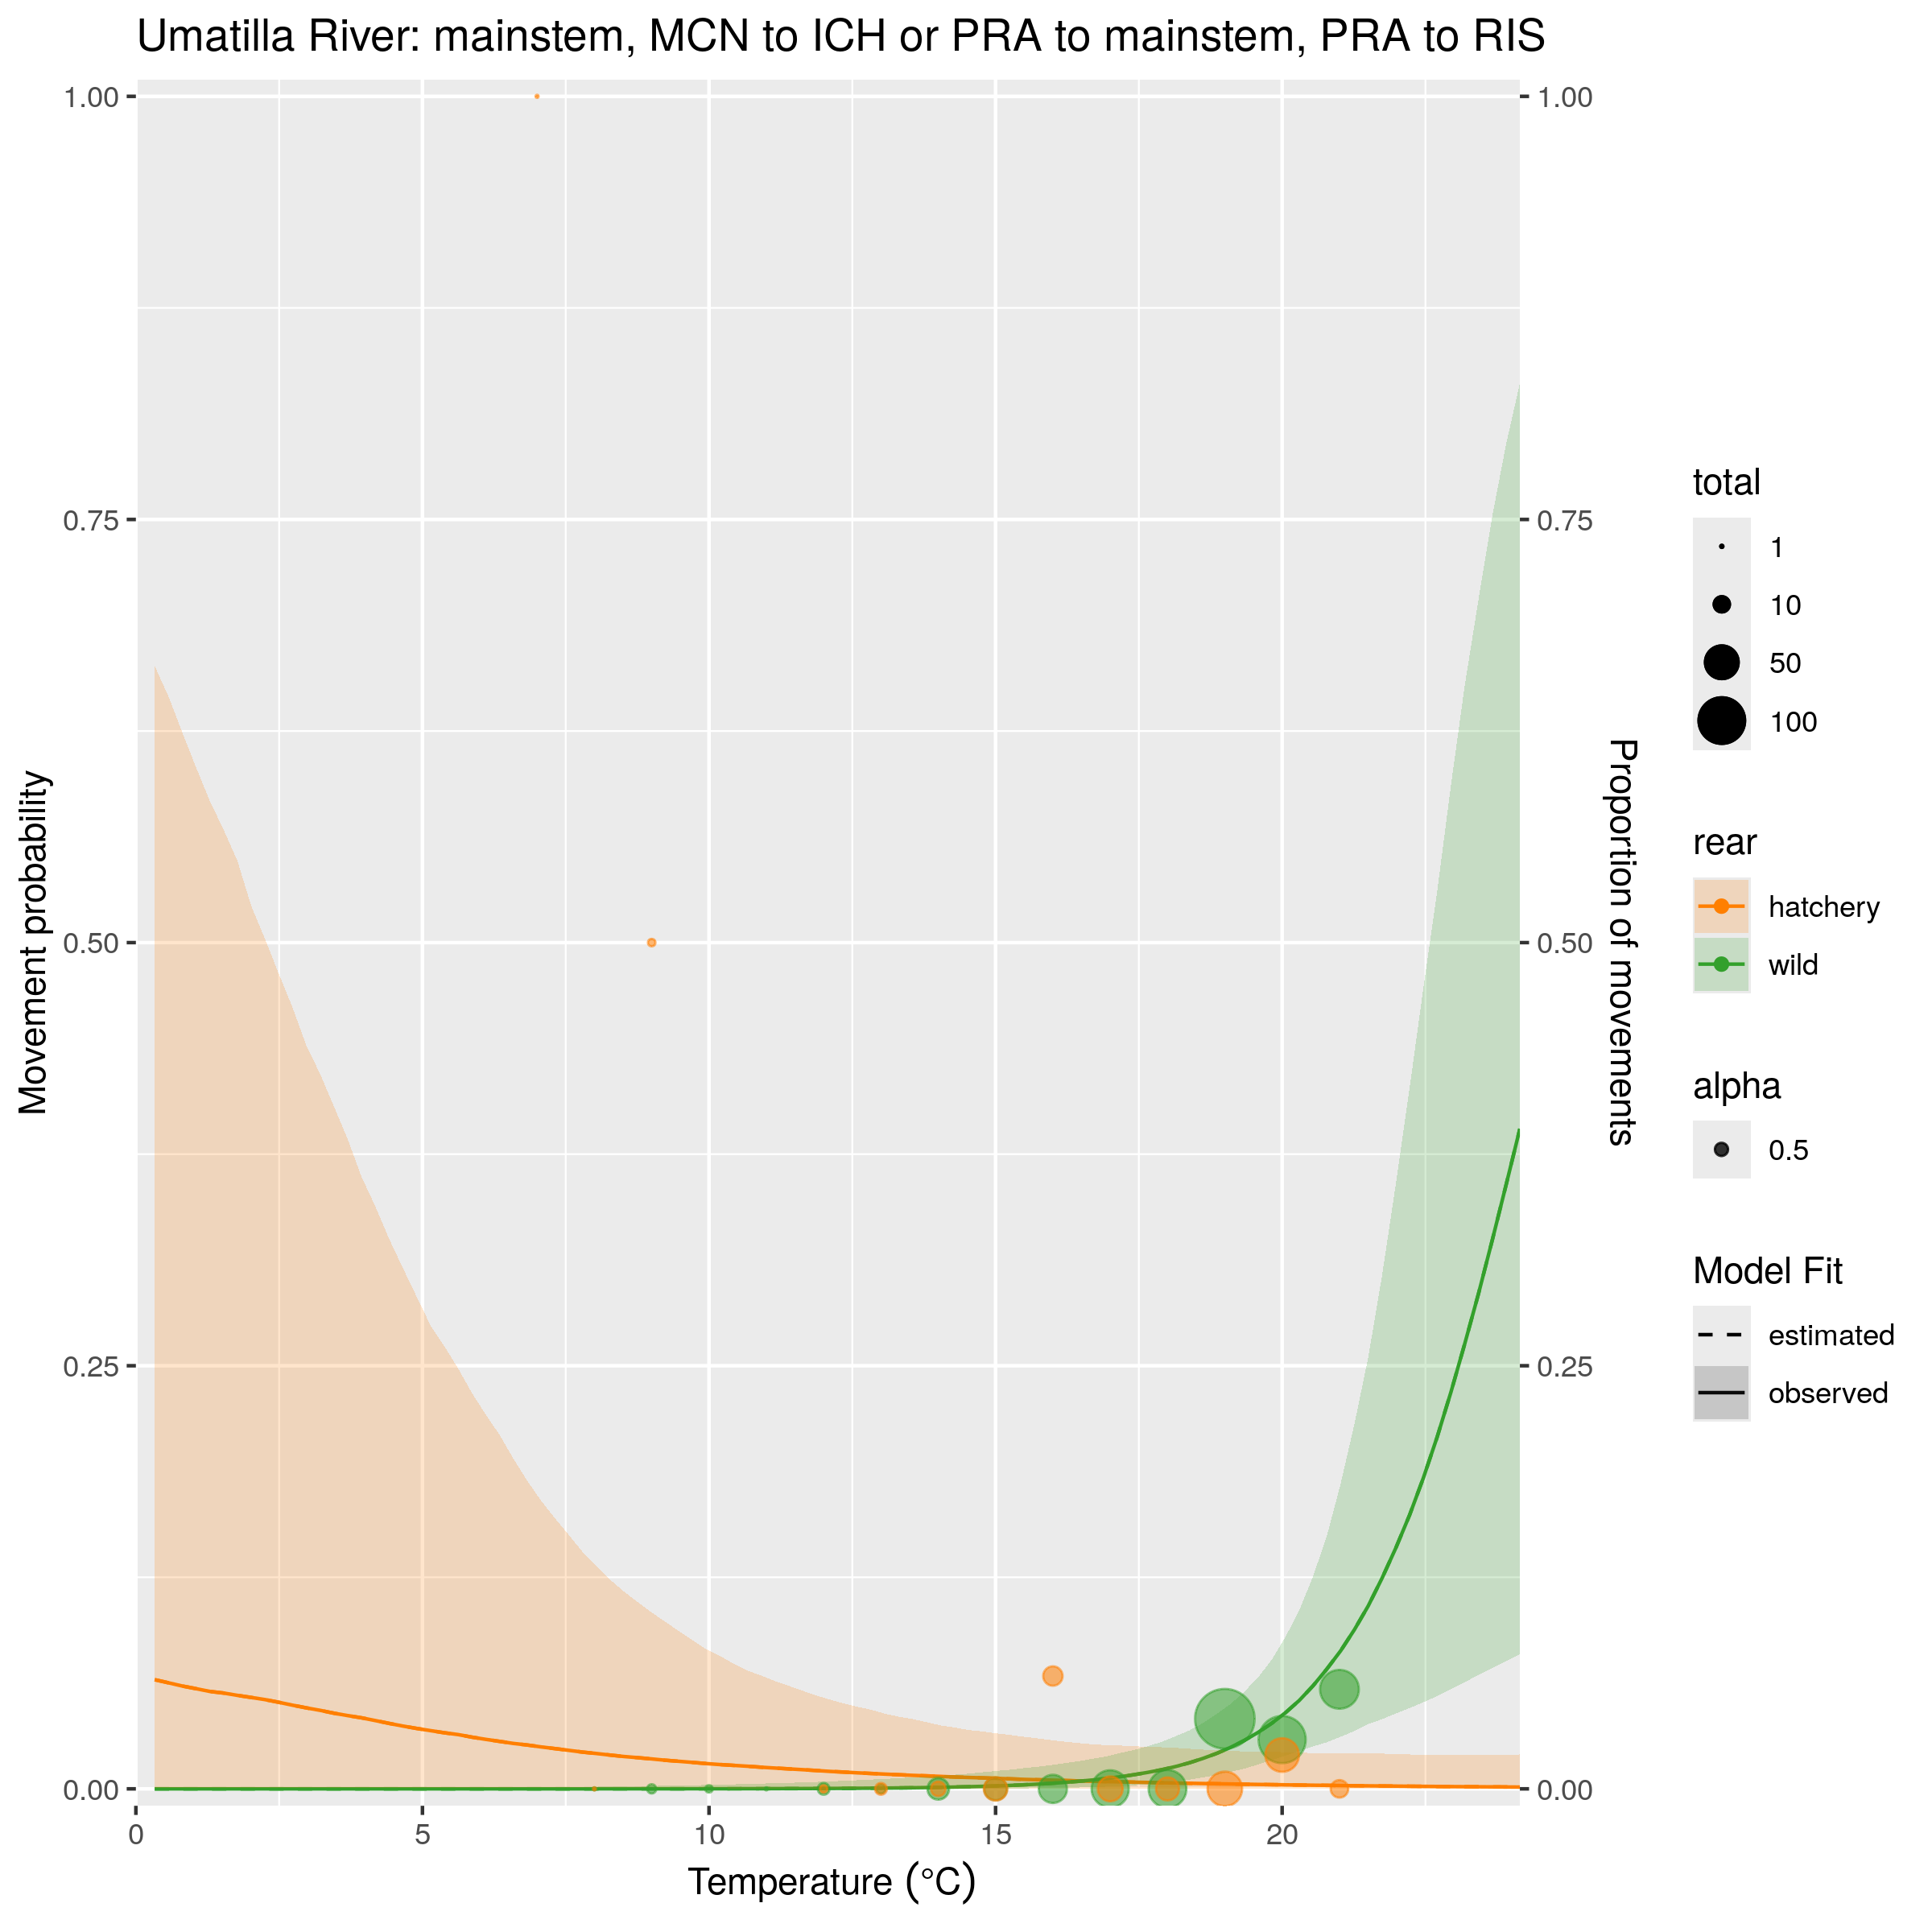 Umatilla River: mainstem, MCN to ICH or PRA to mainstem, PRA to RIS
Movement probability
1.00
0.75
0.50
0.25
0.00
0
5
10
15
20
Temperature (°C)
1.00
0.75
0.50
0.25
0.00
Proportion of movements
total
1
10
50
100
rear
hatchery
wild
alpha
0.5
Model Fit
estimated
observed